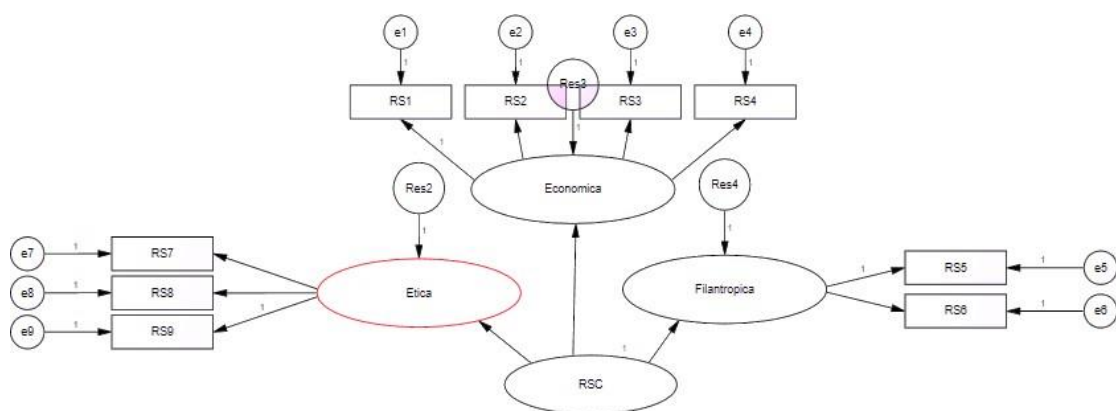 e1 e2 e3 e4
1 1 1 1
Res3
RS1 RS2 RS3 RS4
1 1
Res2 Economica Res4
1 1
e7 1 RS7
1 RS5 1 e5
e8 1 RS8 Etica Filantropica
1 RS6 1 e6
e9 1 RS9
1
RSC